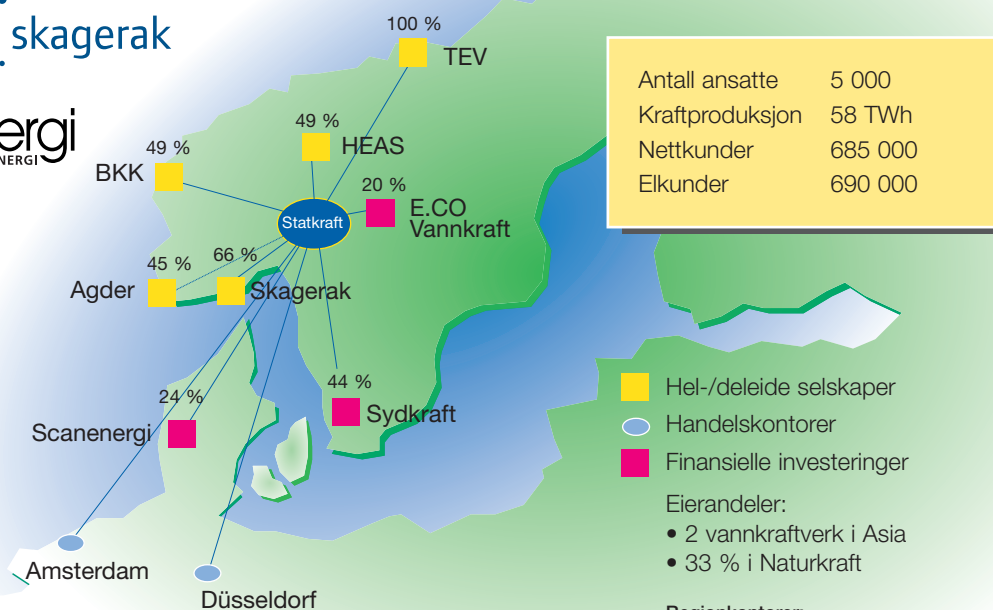 skagerak
100 %
TEV
49 %
HEAS
49 %
BKK
20 %
E.CO
Vannkraft
Statkraft
45 %
Agder
66 %
Skagerak
24 %
Scanenergi
44 %
Sydkraft
Amsterdam
Düsseldorf
Antall ansatte 5 000
Kraftproduksjon 58 TWh
Nettkunder 685 000
Elkunder 690 000
Hel-/deleide selskaper
Handelskontorer
Finansielle investeringer
Eierandeler:
• 2 vannkraftverk i Asia
• 33 % i Naturkraft